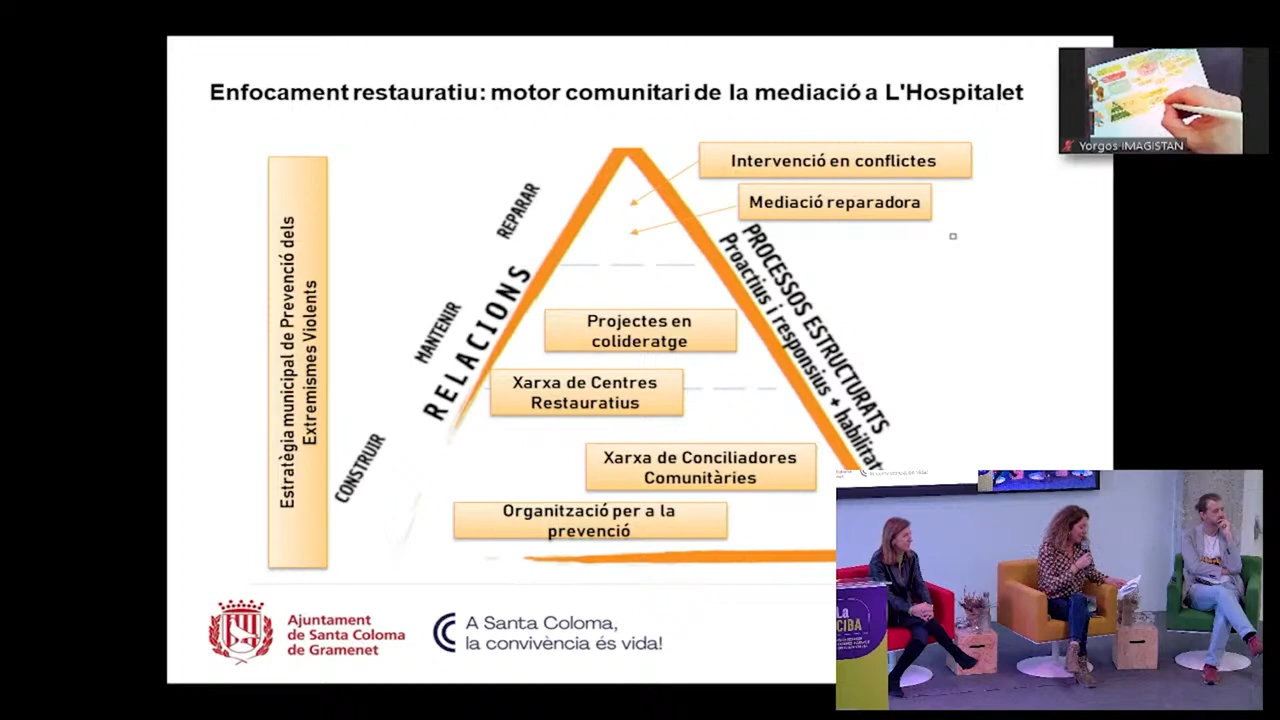 Enfocament restauratiu: motor comunitari de la mediació a L'Hospitalet
Yorgos IMAGISTAN
Intervenció en conflictes
Mediació reparadora
REPARAR
MANTENIR
CONSTRUIR
RELACIONS
PROCESSOS ESTRUCTURATS
Proactius i responsius + habilitat
Estratègia municipal de Prevenció dels
Extremismes Violents
Projectes en
colideratge
Xarxa de Centres
Restauratius
Xarxa de Conciliadores
Comunitàries
Organització per a la
prevenció
Ajuntament
de Santa Coloma
de Gramenet
A Santa Coloma,
la convivència és vida!
La
CIBA